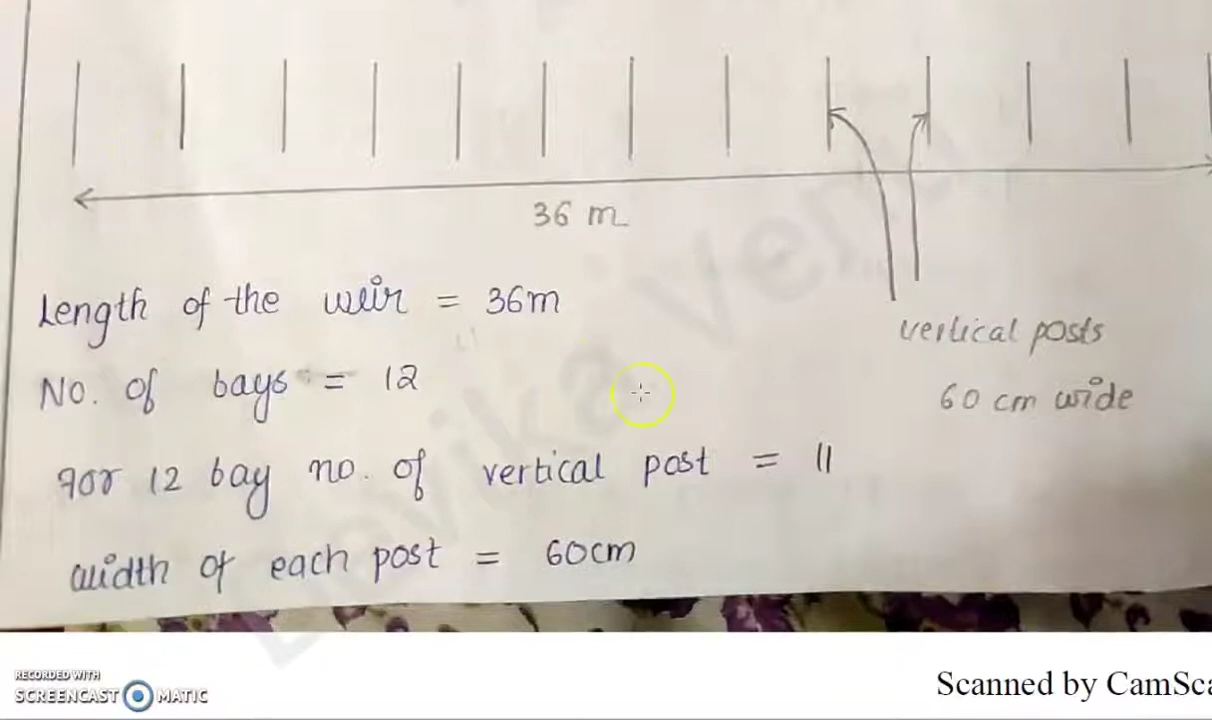 36 m
Length of the weir = 36m
vertical posts
No. of bays = 12
60 cm wide
For 12 bay no. of vertical post = 11
Width of each post = 60cm
RECORDED WITH
SCREENCAST MATIC
Scanned by CamSca